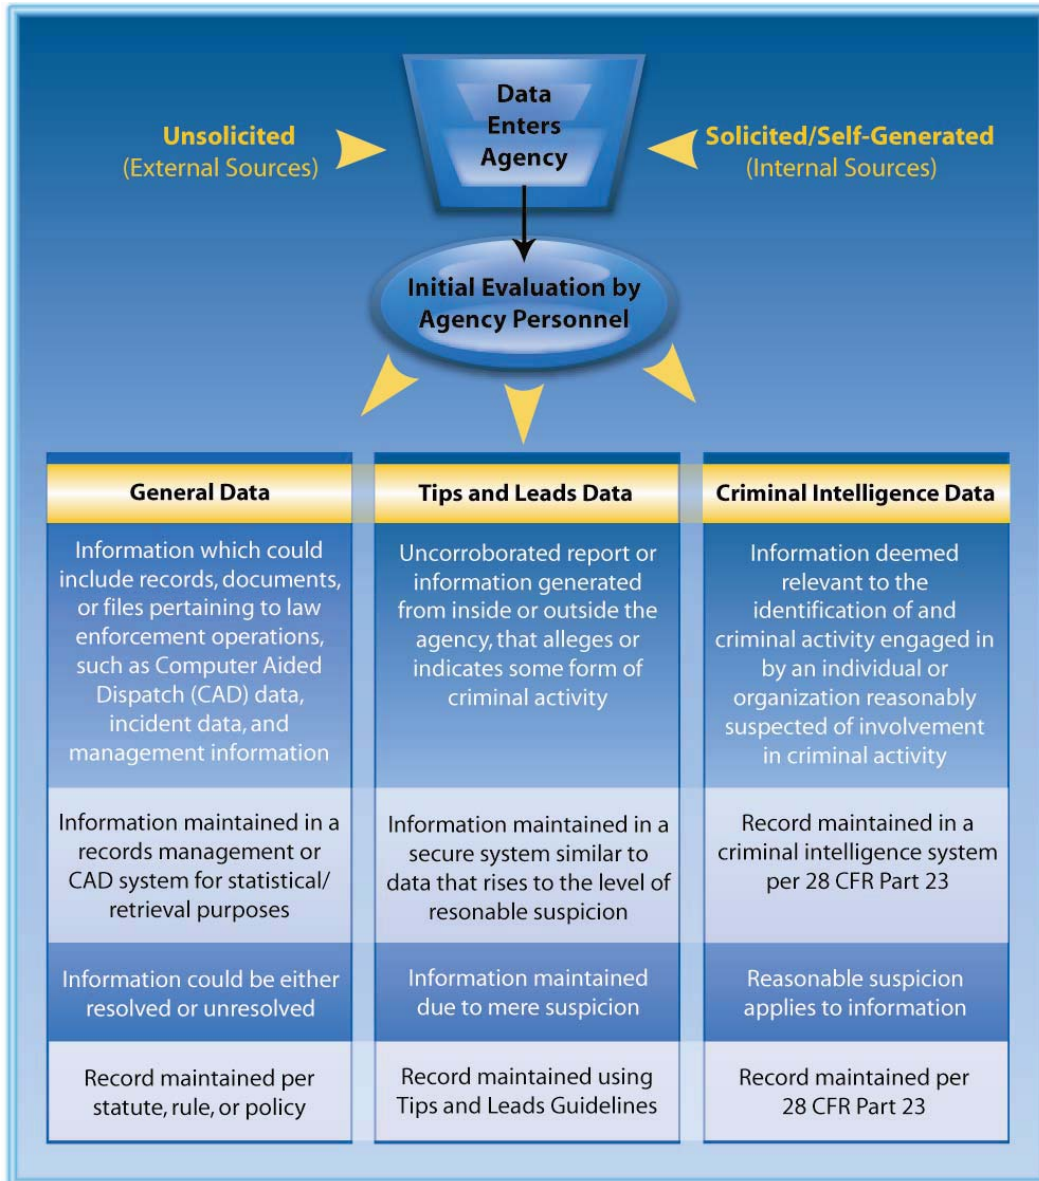 Data
Enters
Agency
Unsolicited
(External Sources)
Solicited/Self-Generated
(Internal Sources)
Initial Evaluation by
Agency Personnel
General Data
Information which could
include records, documents,
or files pertaining to law
enforcement operations,
such as Computer Aided
Dispatch (CAD) data,
incident data, and
management information
Information maintained in a
records management or
CAD system for statistical/
retrieval purposes
Information could be either
resolved or unresolved
Record maintained per
statute, rule, or policy
Tips and Leads Data
Uncorroborated report or
information generated
from inside or outside the
agency, that alleges or
indicates some form of
criminal activity
Information maintained in a
secure system similar to
data that rises to the level of
resonable suspicion
Information maintained
due to mere suspicion
Record maintained using
Tips and Leads Guidelines
Criminal Intelligence Data
Information deemed
relevant to the
identification of and
criminal activity engaged in
by an individual or
organization reasonably
suspected of involvement
in criminal activity
Record maintained in a
criminal intelligence system
per 28 CFR Part 23
Reasonable suspicion
applies to information
Record maintained per
28 CFR Part 23